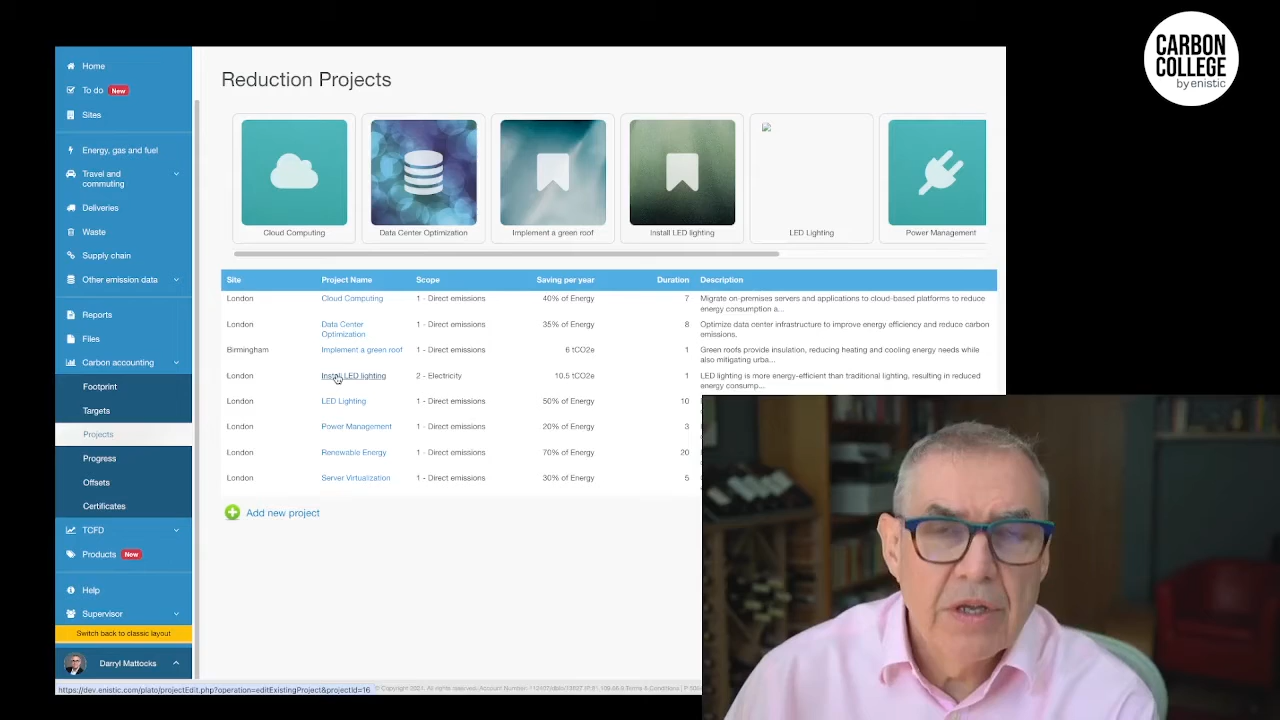 CARBON
COLLEGE
by enistic
Home
To do New
Sites
Energy, gas and fuel
Travel and
commuting
Deliveries
Waste
Supply chain
Other emission data
Reports
Files
Carbon accounting
Footprint
Targets
Projects
Progress
Offsets
Certificates
TCFD
Products New
Help
Supervisor
Switch back to classic layout
Darryl Mattocks
Reduction Projects
Cloud Computing
Data Center Optimization
Implement a green roof
Install LED lighting
LED Lighting
Power Management
Site Project Name Scope Saving per year Duration Description
London Cloud Computing 1 - Direct emissions 40% of Energy 7 Migrate on-premises servers and applications to cloud-based platforms to reduce
energy consumption a...
London Data Center 1 - Direct emissions 35% of Energy 8 Optimize data center infrastructure to improve energy efficiency and reduce carbon
Optimization emissions.
Birmingham Implement a green roof 1 - Direct emissions 6 tCO2e 1 Green roofs provide insulation, reducing heating and cooling energy needs while
also mitigating urba...
London Install LED lighting 2 - Electricity 10.5 tCO2e 1 LED lighting is more energy-efficient than traditional lighting, resulting in reduced
energy consump...
London LED Lighting 1 - Direct emissions 50% of Energy 10
London Power Management 1 - Direct emissions 20% of Energy 3
London Renewable Energy 1 - Direct emissions 70% of Energy 20
London Server Virtualization 1 - Direct emissions 30% of Energy 5
Add new project
https://dev.enistic.com/plato/projectEdit.php?operation=editExistingProject&projectId=16